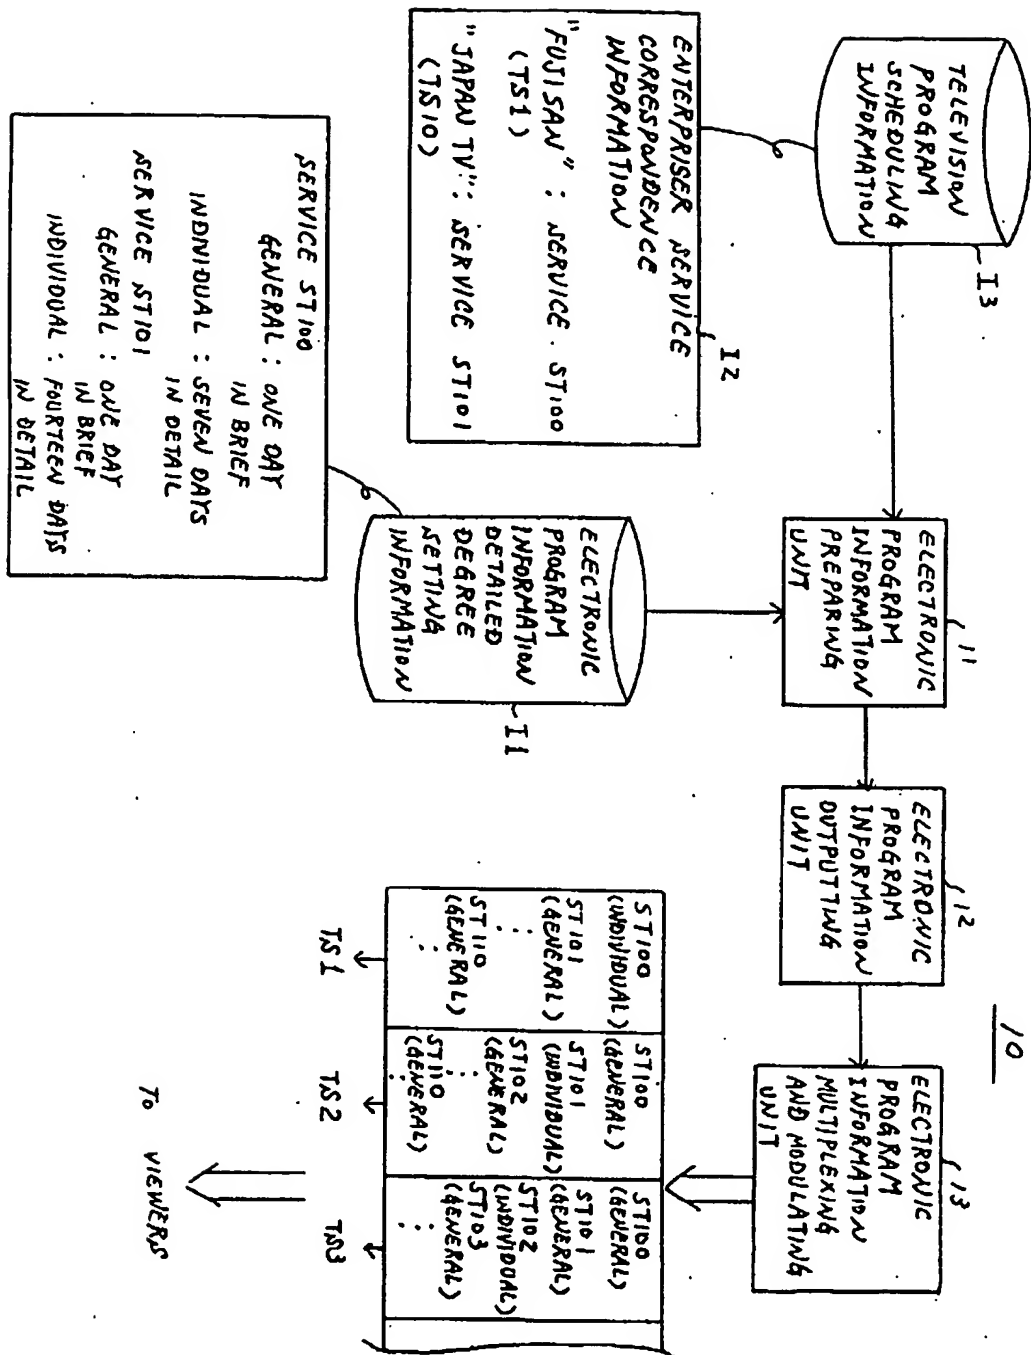 10
TELEVISION
PROGRAM
SCHEDULING
INFORMATION
I3
ENTERPRISER SERVICE
CORRESPONDENCE
INFORMATION
"FUJISAN" : SERVICE ST100
(TS1)
"JAPAN TV": SERVICE ST101
(TS10)
I2
SERVICE ST100
GENERAL : ONE DAY
IN BRIEF
INDIVIDUAL : SEVEN DAYS
IN DETAIL
SERVICE ST101
GENERAL : ONE DAY
IN BRIEF
INDIVIDUAL : FOURTEEN DAYS
IN DETAIL
ELECTRONIC
PROGRAM
INFORMATION
PREPARING
UNIT
11
ELECTRONIC
PROGRAM
INFORMATION
DETAILED
DEGREE
SETTING
INFORMATION
I1
ELECTRONIC
PROGRAM
INFORMATION
OUTPUTTING
UNIT
12
ELECTRONIC
PROGRAM
INFORMATION
MULTIPLEXING
AND MODULATING
UNIT
13
ST100
(INDIVIDUAL)
ST101
(GENERAL)
:
ST110
(GENERAL)
:
TS1
ST100
(GENERAL)
ST101
(INDIVIDUAL)
ST102
(GENERAL)
:
ST110
(GENERAL)
TS2
ST100
(GENERAL)
ST101
(GENERAL)
ST102
(INDIVIDUAL)
ST103
(GENERAL)
:
TS3
TO VIEWERS